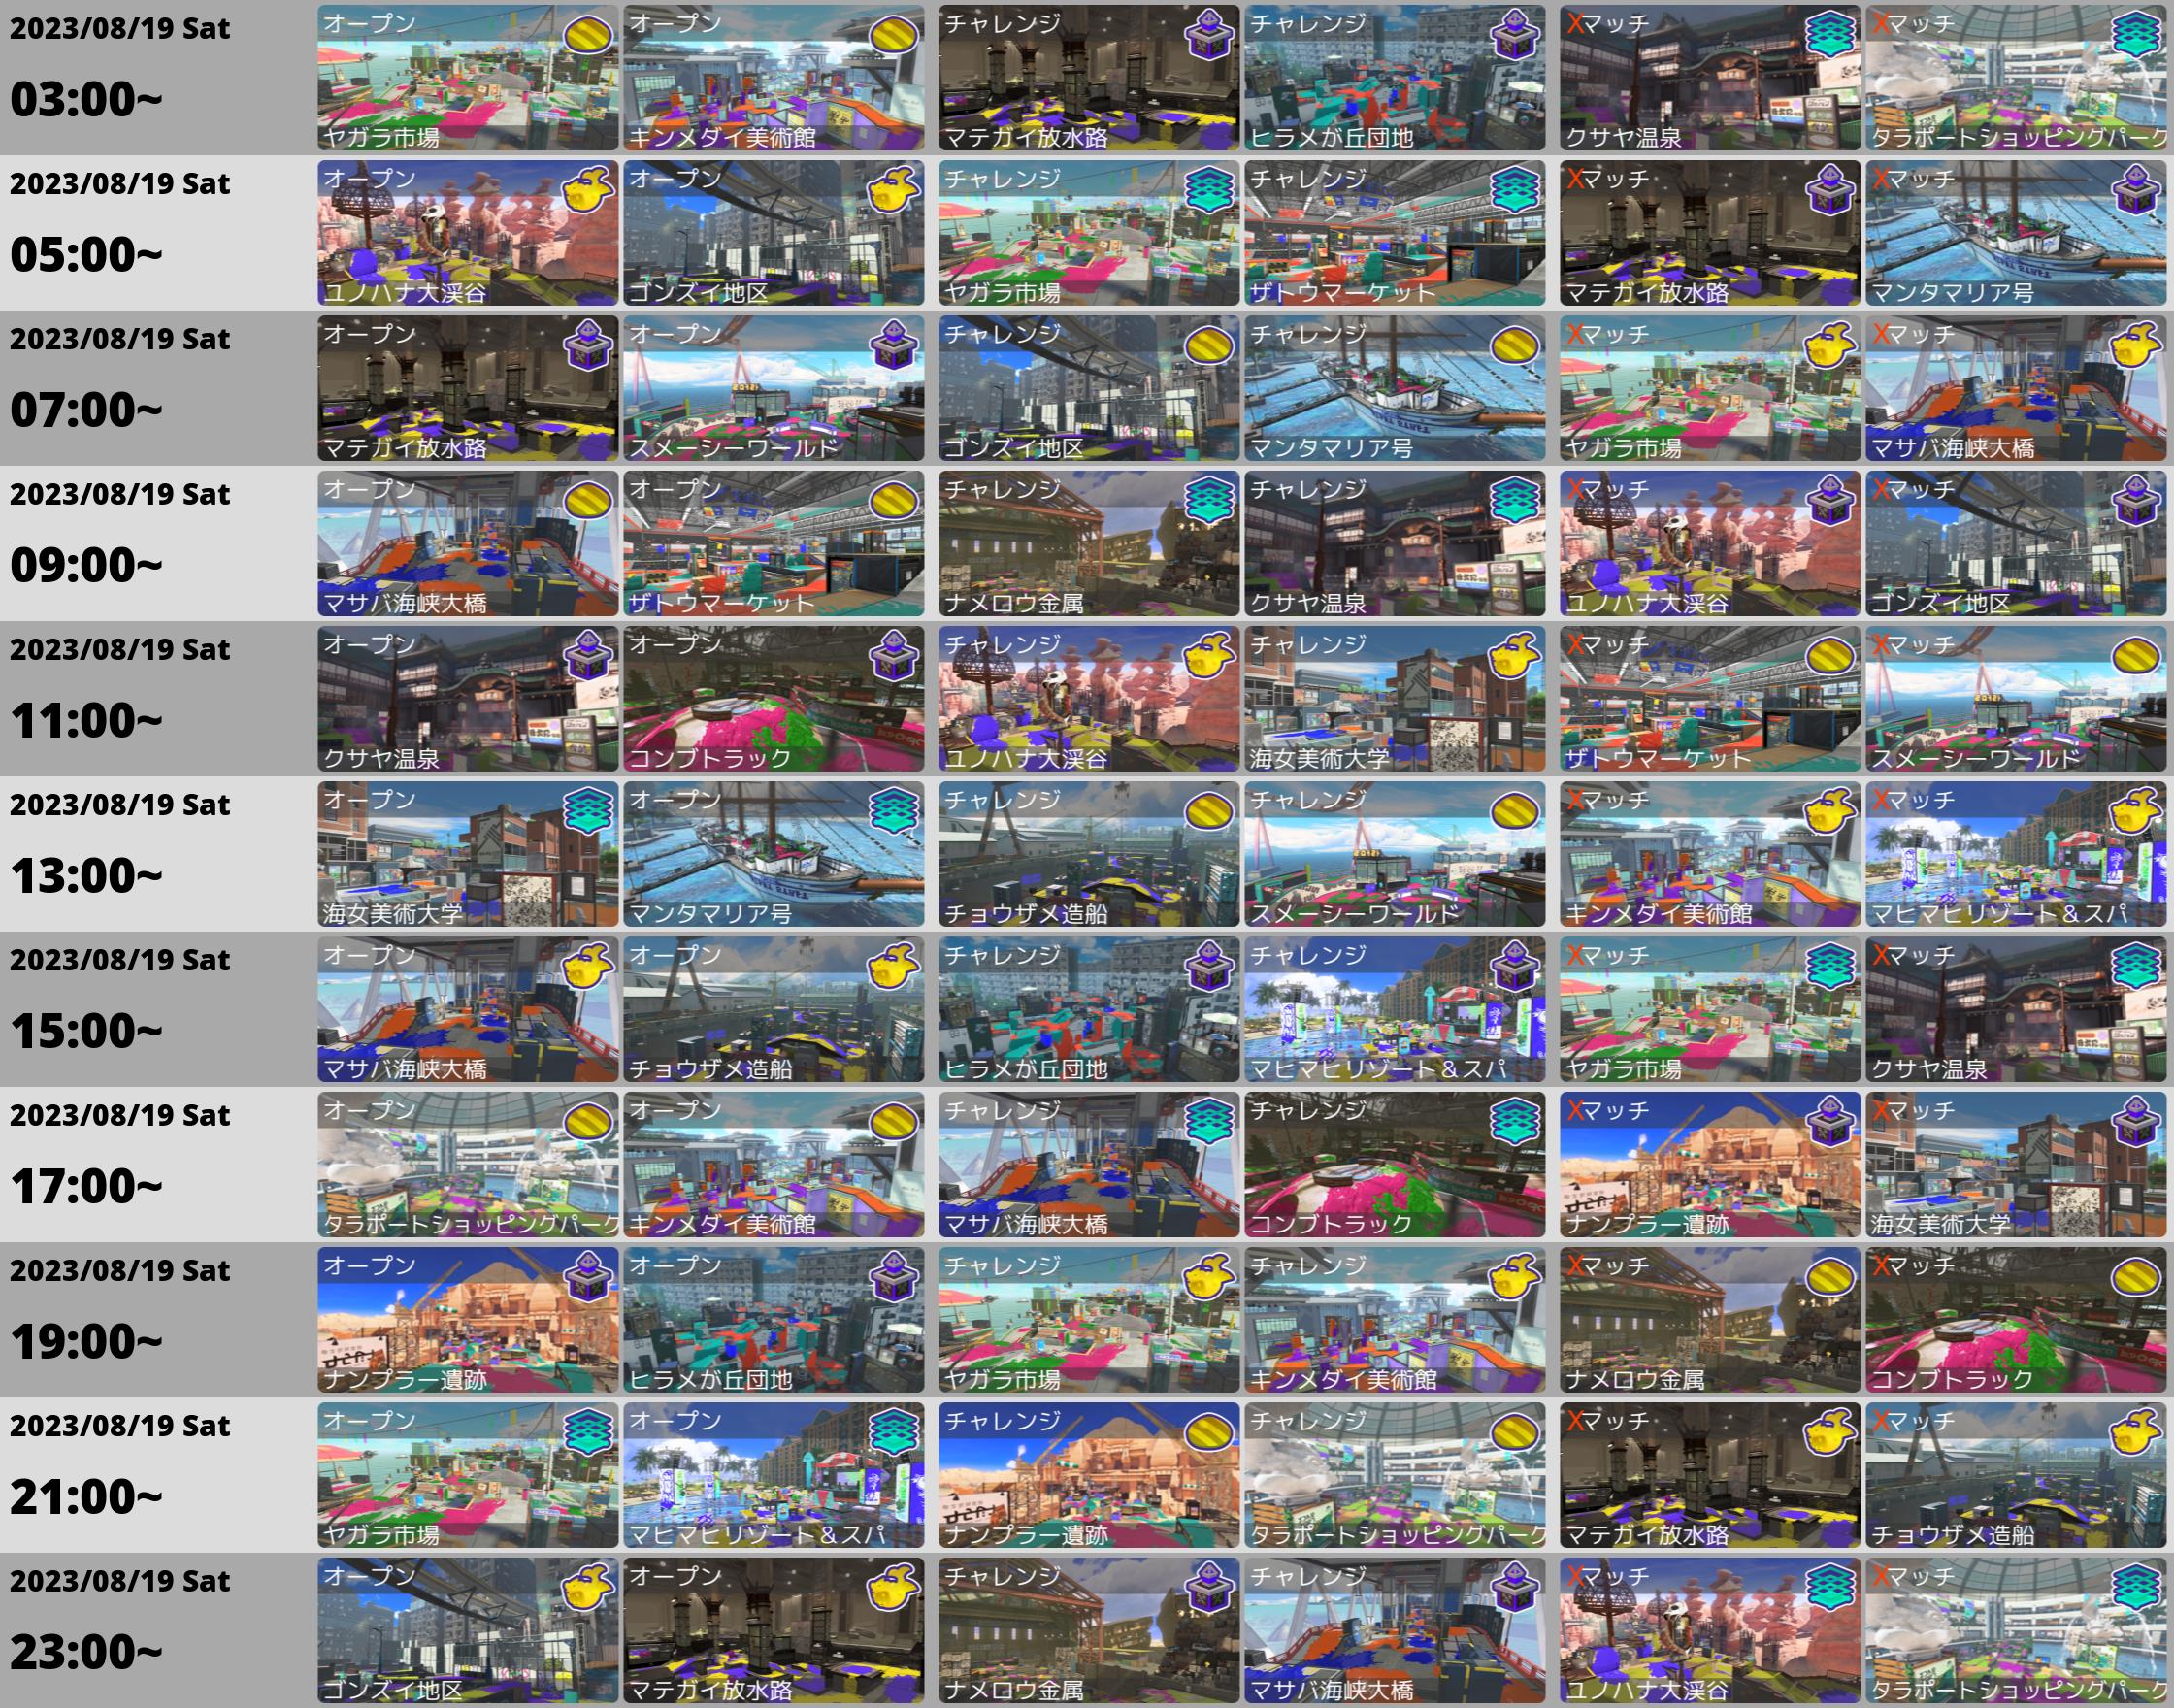 2023/08/19 Sat
03:00~
オープン オープン チャレンジ チャレンジ Xマッチ Xマッチ
ヤガラ市場 キンメダイ美術館 マテガイ放水路 ヒラメが丘団地 クサヤ温泉 タラポートショッピングパーク
2023/08/19 Sat
05:00~
オープン オープン チャレンジ チャレンジ Xマッチ Xマッチ
ユノハナ大渓谷 ゴンズイ地区 ヤガラ市場 ザトウマーケット マテガイ放水路 マンタマリア号
2023/08/19 Sat
07:00~
オープン オープン チャレンジ チャレンジ Xマッチ Xマッチ
マテガイ放水路 スメーシーワールド ゴンズイ地区 マンタマリア号 ヤガラ市場 マサバ海峡大橋
2023/08/19 Sat
09:00~
オープン オープン チャレンジ チャレンジ Xマッチ Xマッチ
マサバ海峡大橋 ザトウマーケット ナメロウ金属 クサヤ温泉 ユノハナ大渓谷 ゴンズイ地区
2023/08/19 Sat
11:00~
オープン オープン チャレンジ チャレンジ Xマッチ Xマッチ
クサヤ温泉 コンブトラック ユノハナ大渓谷 海女美術大学 ザトウマーケット スメーシーワールド
2023/08/19 Sat
13:00~
オープン オープン チャレンジ チャレンジ Xマッチ Xマッチ
海女美術大学 マンタマリア号 チョウザメ造船 スメーシーワールド キンメダイ美術館 マヒマヒリゾート＆スパ
2023/08/19 Sat
15:00~
オープン オープン チャレンジ チャレンジ Xマッチ Xマッチ
マサバ海峡大橋 チョウザメ造船 ヒラメが丘団地 マヒマヒリゾート＆スパ ヤガラ市場 クサヤ温泉
2023/08/19 Sat
17:00~
オープン オープン チャレンジ チャレンジ Xマッチ Xマッチ
タラポートショッピングパーク キンメダイ美術館 マサバ海峡大橋 コンブトラック ナンプラー遺跡 海女美術大学
2023/08/19 Sat
19:00~
オープン オープン チャレンジ チャレンジ Xマッチ Xマッチ
ナンプラー遺跡 ヒラメが丘団地 ヤガラ市場 キンメダイ美術館 ナメロウ金属 コンブトラック
2023/08/19 Sat
21:00~
オープン オープン チャレンジ チャレンジ Xマッチ Xマッチ
ヤガラ市場 マヒマヒリゾート＆スパ ナンプラー遺跡 タラポートショッピングパーク マテガイ放水路 チョウザメ造船
2023/08/19 Sat
23:00~
オープン オープン チャレンジ チャレンジ Xマッチ Xマッチ
ゴンズイ地区 マテガイ放水路 ナメロウ金属 マサバ海峡大橋 ユノハナ大渓谷 タラポートショッピングパーク